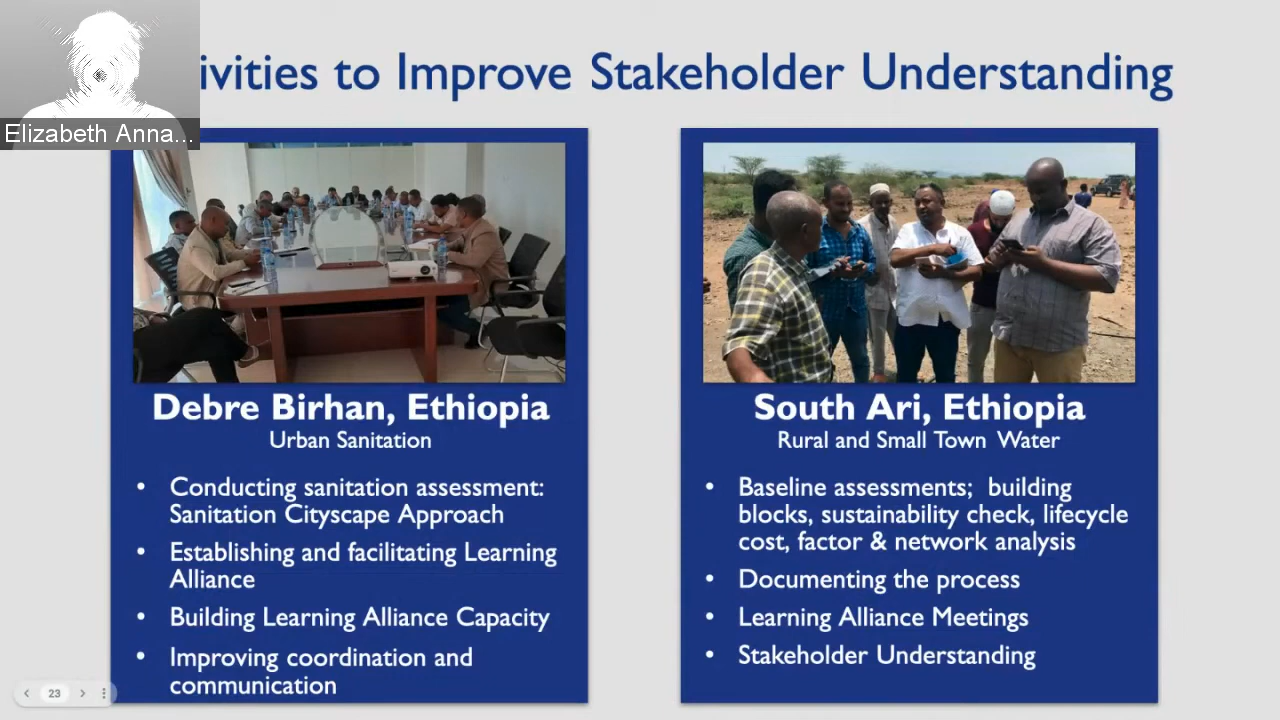 ivities to Improve Stakeholder Understanding
Elizabeth Anna...
Debre Birhan, Ethiopia
Urban Sanitation
• Conducting sanitation assessment:
Sanitation Cityscape Approach
• Establishing and facilitating Learning
Alliance
• Building Learning Alliance Capacity
• Improving coordination and
communication
South Ari, Ethiopia
Rural and Small Town Water
• Baseline assessments; building
blocks, sustainability check, lifecycle
cost, factor & network analysis
• Documenting the process
• Learning Alliance Meetings
• Stakeholder Understanding
23